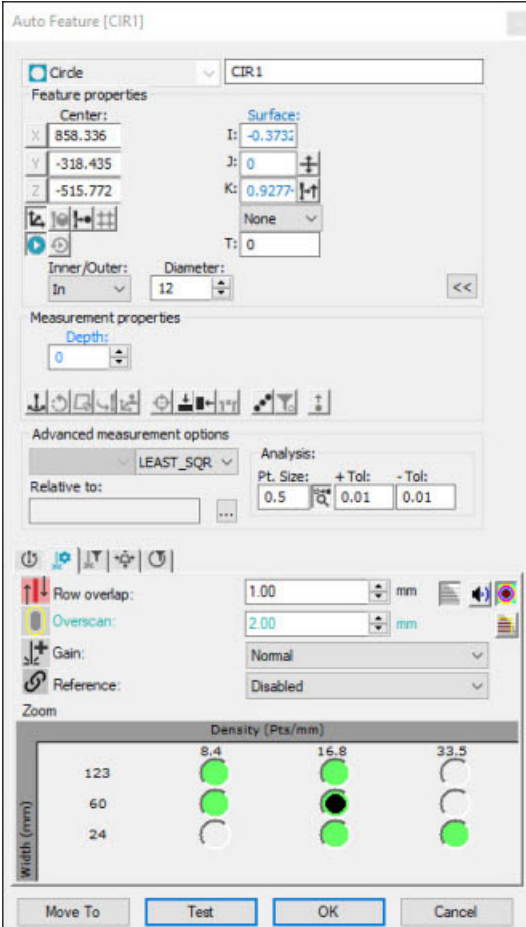 Auto Feature [CIR1]
Circle CIR1
Feature properties
Center: Surface:
X 858.336 I: -0.3732
Y -318.435 J: 0
Z -515.772 K: 0.9277
None
T: 0
Inner/Outer: Diameter:
In 12 <<
Measurement properties
Depth:
0
Advanced measurement options
LEAST_SQR Analysis:
Pt. Size: + Tol: - Tol:
0.5 0.01 0.01
Relative to:
...
Row overlap: 1.00 mm
Overscan: 2.00 mm
Gain: Normal
Reference: Disabled
Zoom
Density (Pts/mm)
8.4 16.8 33.5
123
60
24
Width (mm)
Move To Test OK Cancel